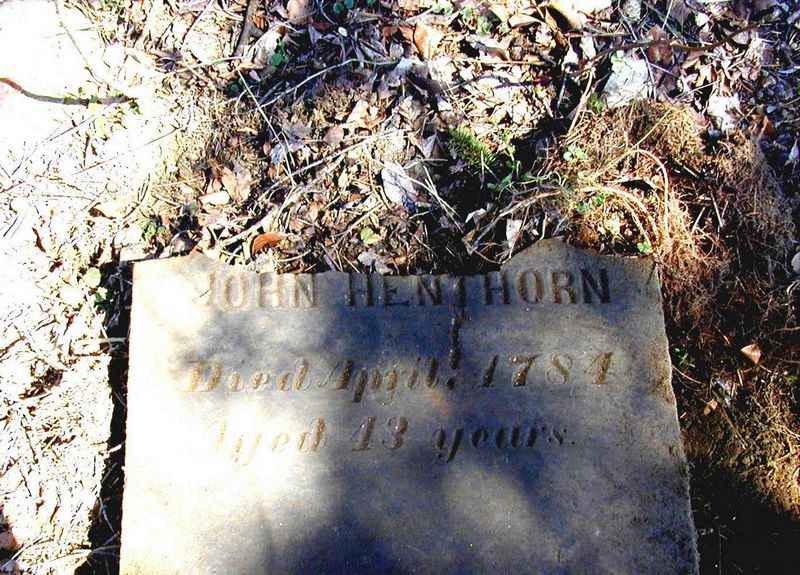 JOHN HENTHORN
Died April, 1784
Aged 43 years.